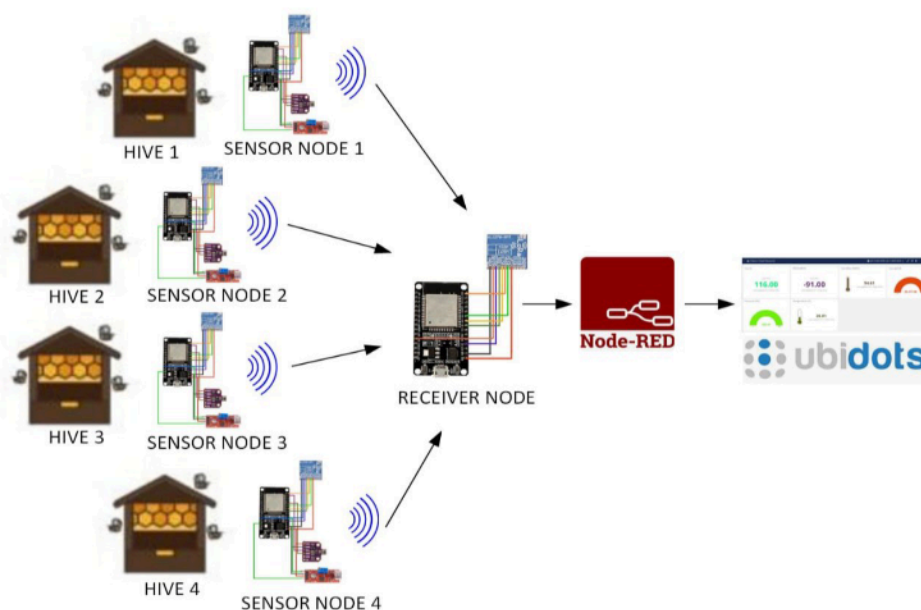 HIVE 1
SENSOR NODE 1
HIVE 2
SENSOR NODE 2
HIVE 3
SENSOR NODE 3
HIVE 4
SENSOR NODE 4
RECEIVER NODE
Node-RED
116.00
-91.00
ubidots